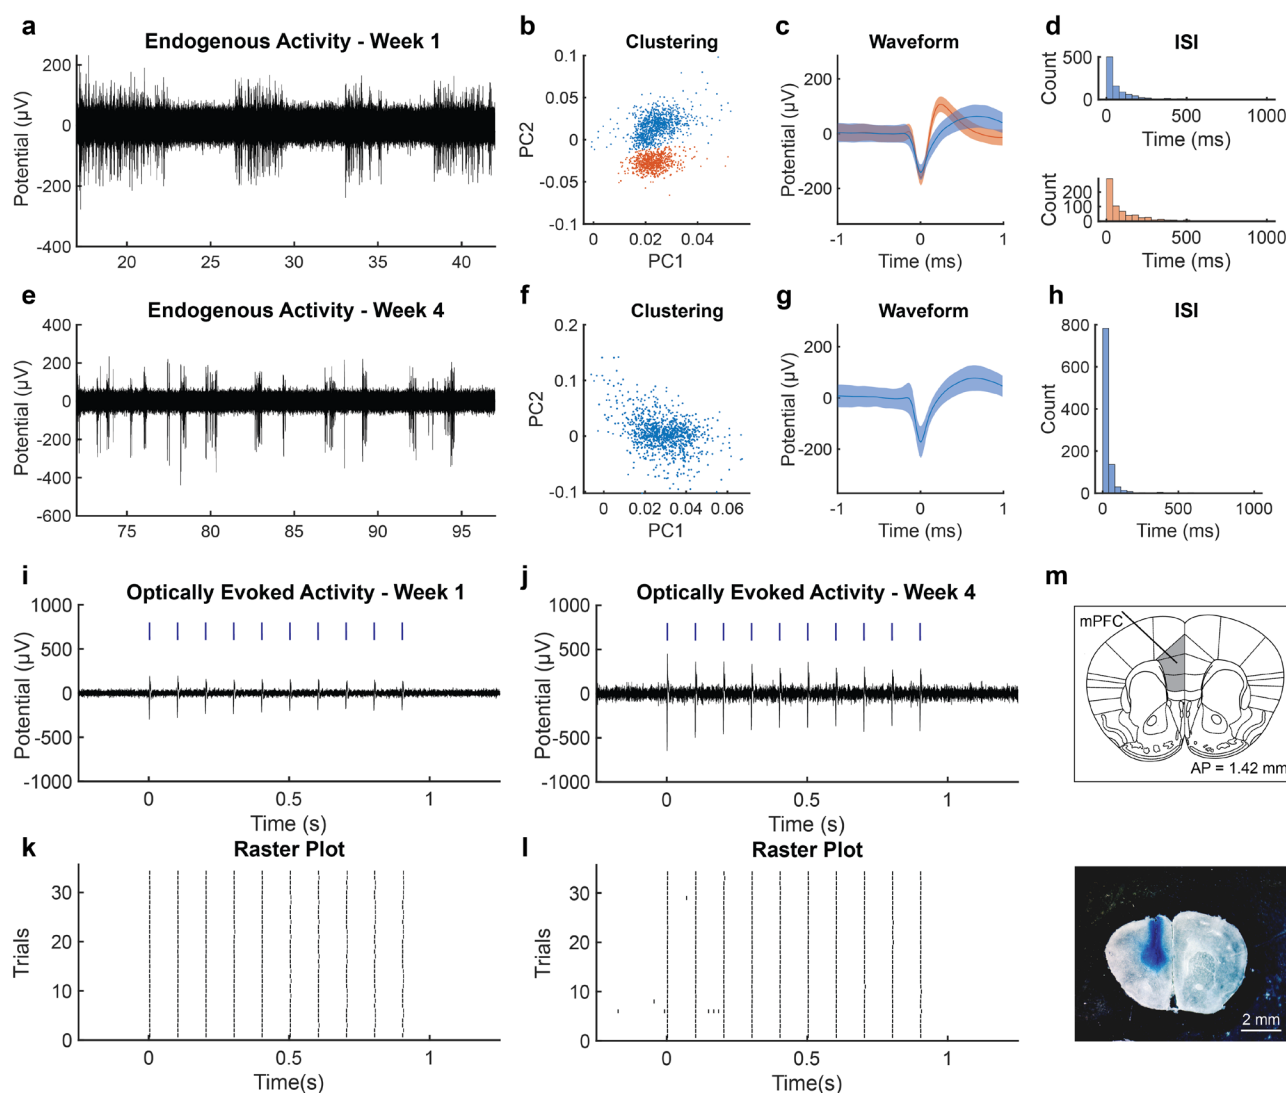 a
Endogenous Activity - Week 1
Potential (µV)
200
0
-200
-400
20 25 30 35 40
b
Clustering
PC2
0.1
0.05
0
-0.05
-0.1
0 0.02 0.04
PC1
c
Waveform
Potential (µV)
200
0
-200
-1 0 1
Time (ms)
d
ISI
Count
500
0
0 500 1000
Time (ms)
Count
200
100
0
0 500 1000
Time (ms)
e
Endogenous Activity - Week 4
Potential (µV)
400
200
0
-200
-400
-600
75 80 85 90 95
f
Clustering
PC2
0.2
0.1
0
-0.1
0 0.02 0.04 0.06
PC1
g
Waveform
Potential (µV)
200
0
-200
-1 0 1
Time (ms)
h
ISI
Count
800
600
400
200
0
0 500 1000
Time (ms)
i
Optically Evoked Activity - Week 1
Potential (µV)
1000
500
0
-500
-1000
0 0.5 1
Time (s)
j
Optically Evoked Activity - Week 4
Potential (µV)
1000
500
0
-500
-1000
0 0.5 1
Time (s)
k
Raster Plot
Trials
30
20
10
0
0 0.5 1
Time(s)
l
Raster Plot
Trials
30
20
10
0
0 0.5 1
Time(s)
m
mPFC
AP = 1.42 mm
2 mm